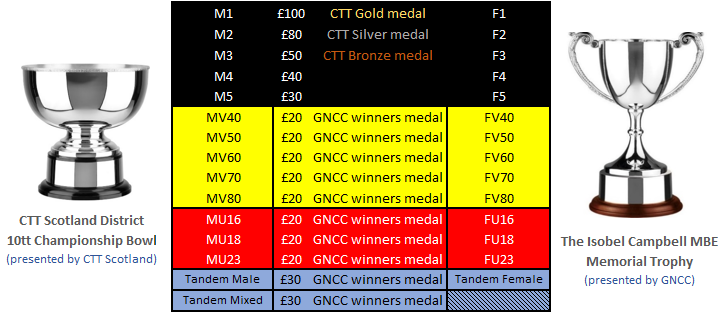 M1 £100 CTT Gold medal F1
M2 £80 CTT Silver medal F2
M3 £50 CTT Bronze medal F3
M4 £40 F4
M5 £30 F5
MV40 £20 GNCC winners medal FV40
MV50 £20 GNCC winners medal FV50
MV60 £20 GNCC winners medal FV60
MV70 £20 GNCC winners medal FV70
MV80 £20 GNCC winners medal FV80
MU16 £20 GNCC winners medal FU16
MU18 £20 GNCC winners medal FU18
MU23 £20 GNCC winners medal FU23
Tandem Male £30 GNCC winners medal Tandem Female
Tandem Mixed £30 GNCC winners medal
CTT Scotland District
10tt Championship Bowl
(presented by CTT Scotland)
The Isobel Campbell MBE
Memorial Trophy
(presented by GNCC)